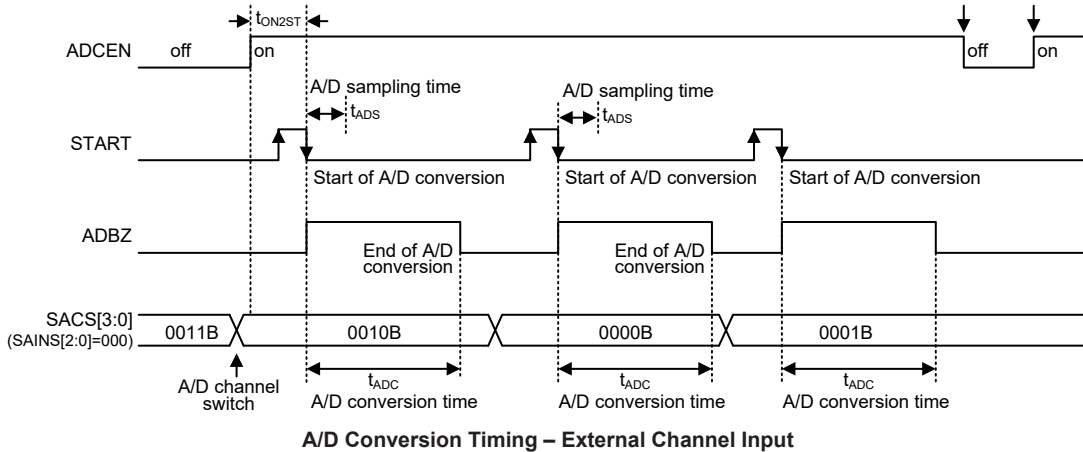 tON2ST
ADCEN
off
on
off
on
A/D sampling time
tADS
A/D sampling time
tADS
START
Start of A/D conversion
Start of A/D conversion
Start of A/D conversion
ADBZ
End of A/D
conversion
End of A/D
conversion
SACS[3:0]
(SAINS[2:0]=000)
0011B
0010B
0000B
0001B
A/D channel
switch
tADC
A/D conversion time
tADC
A/D conversion time
tADC
A/D conversion time
A/D Conversion Timing – External Channel Input